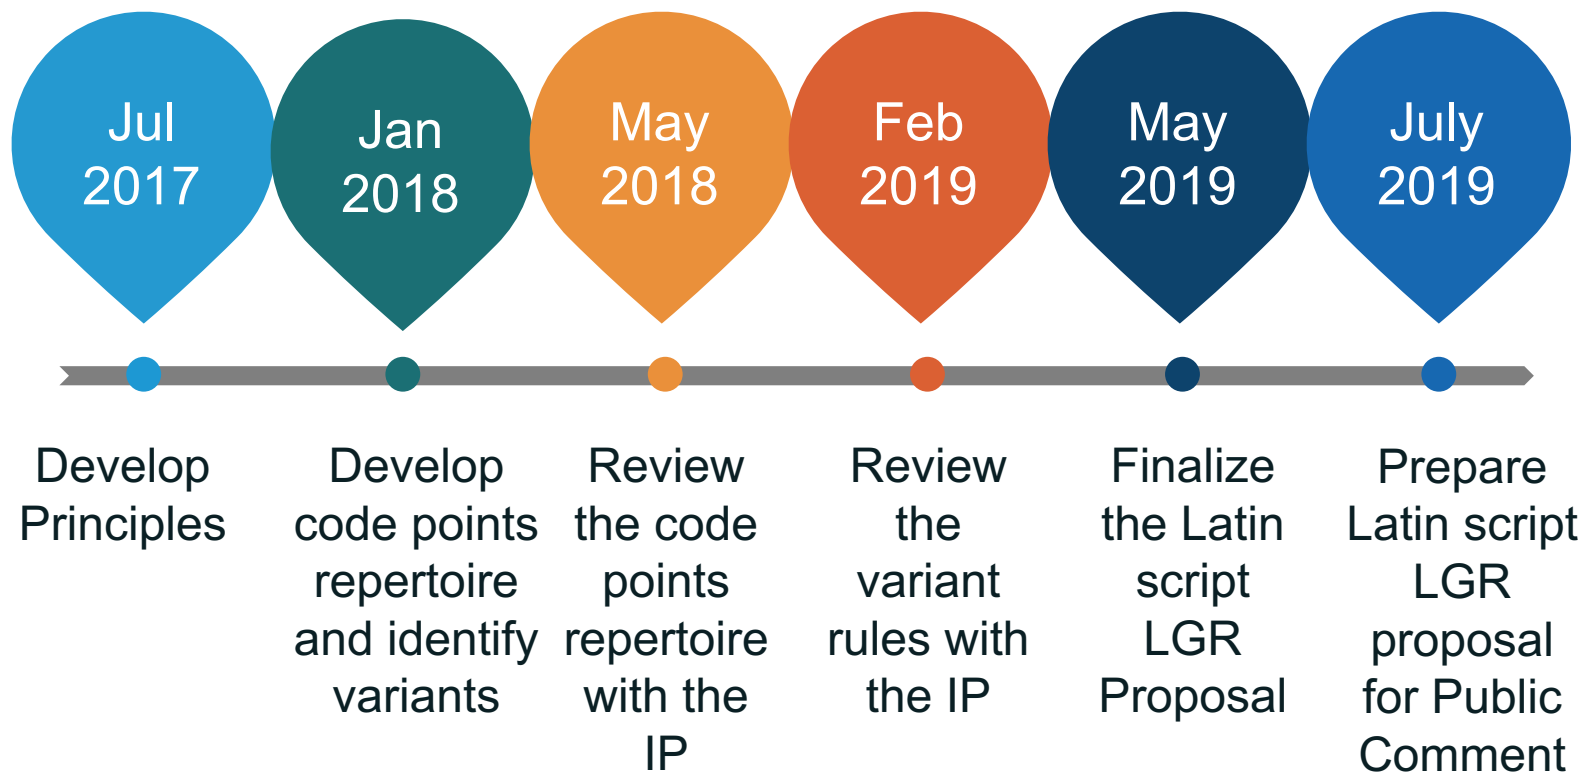 Jul
2017
Jan
2018
May
2018
Feb
2019
May
2019
July
2019
Develop
Principles
Develop
code points
repertoire
and identify
variants
Review
the code
points
repertoire
with the
IP
Review
the
variant
rules with
the IP
Finalize
the Latin
script
LGR
Proposal
Prepare
Latin script
LGR
proposal
for Public
Comment